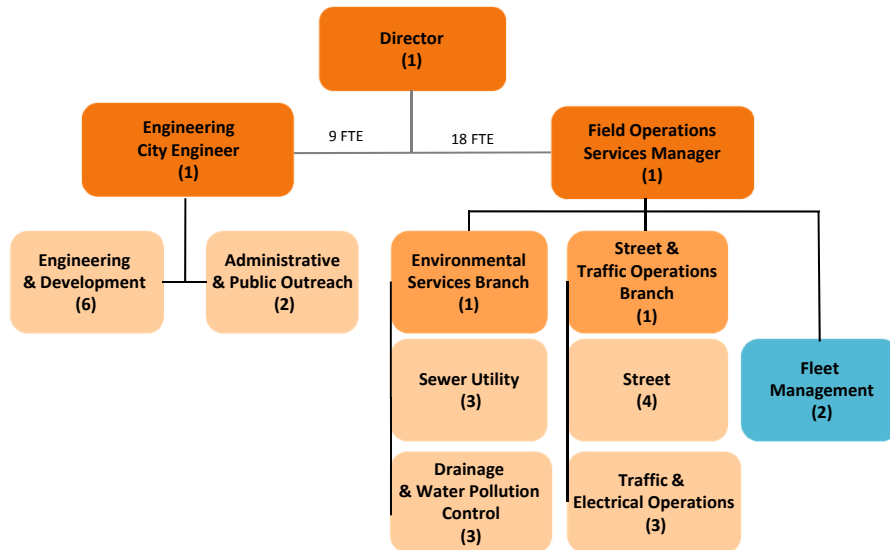 Director
(1)
Engineering
City Engineer
(1)
9 FTE
18 FTE
Field Operations
Services Manager
(1)
Engineering
& Development
(6)
Administrative
& Public Outreach
(2)
Environmental
Services Branch
(1)
Street &
Traffic Operations
Branch
(1)
Sewer Utility
(3)
Street
(4)
Fleet
Management
(2)
Drainage
& Water Pollution
Control
(3)
Traffic &
Electrical Operations
(3)